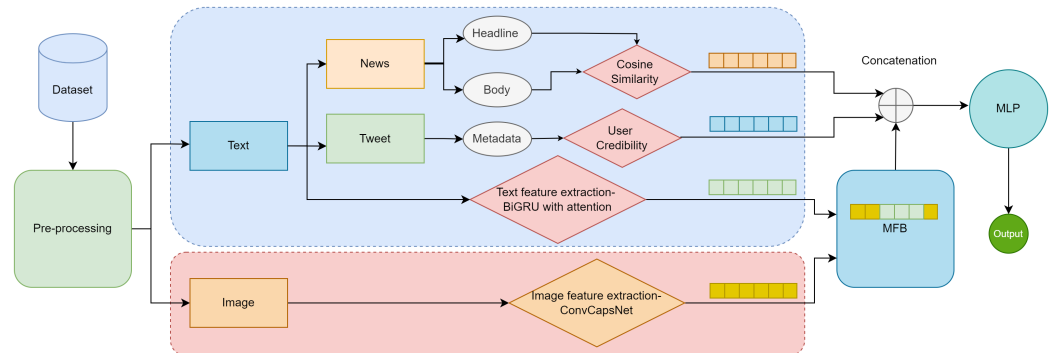 Dataset
Pre-processing
Text
News
Headline
Body
Cosine
Similarity
Tweet
Metadata
User
Credibility
Text feature extraction-
BiGRU with attention
Image
Image feature extraction-
ConvCapsNet
Concatenation
MFB
MLP
Output